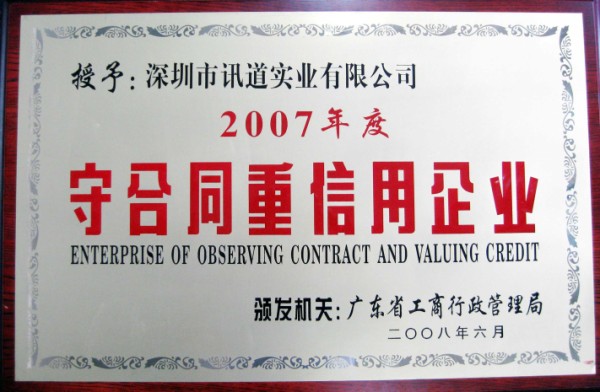 授予：深圳市讯道实业有限公司
2007年度
守合同重信用企业
ENTERPRISE OF OBSERVING CONTRACT AND VALUING CREDIT
颁发机关：广东省工商行政管理局
二〇〇八年六月